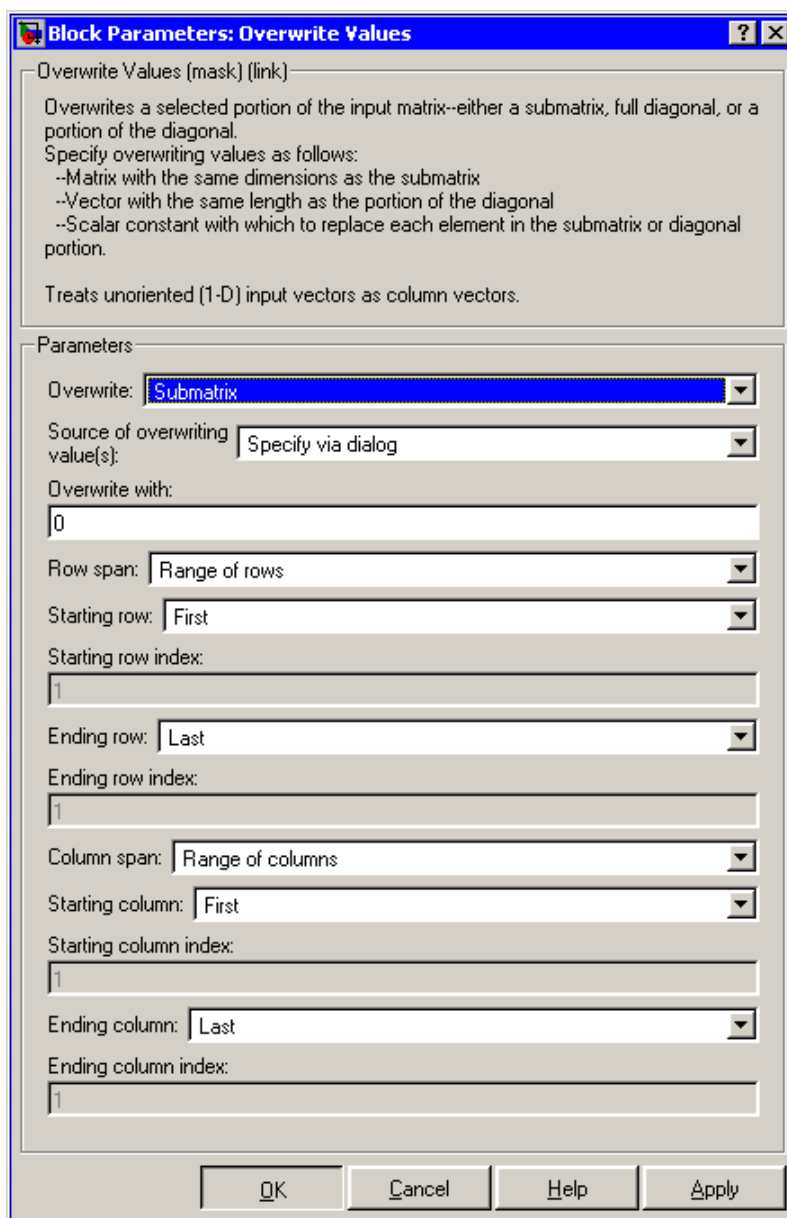 Block Parameters: Overwrite Values
Overwrite Values (mask) (link)
Overwrites a selected portion of the input matrix--either a submatrix, full diagonal, or a
portion of the diagonal.
Specify overwriting values as follows:
--Matrix with the same dimensions as the submatrix
--Vector with the same length as the portion of the diagonal
--Scalar constant with which to replace each element in the submatrix or diagonal
portion.
Treats unoriented (1-D) input vectors as column vectors.
Parameters
Overwrite: Submatrix
Source of overwriting
value(s): Specify via dialog
Overwrite with:
0
Row span: Range of rows
Starting row: First
Starting row index:
1
Ending row: Last
Ending row index:
1
Column span: Range of columns
Starting column: First
Starting column index:
1
Ending column: Last
Ending column index:
1
OK Cancel Help Apply